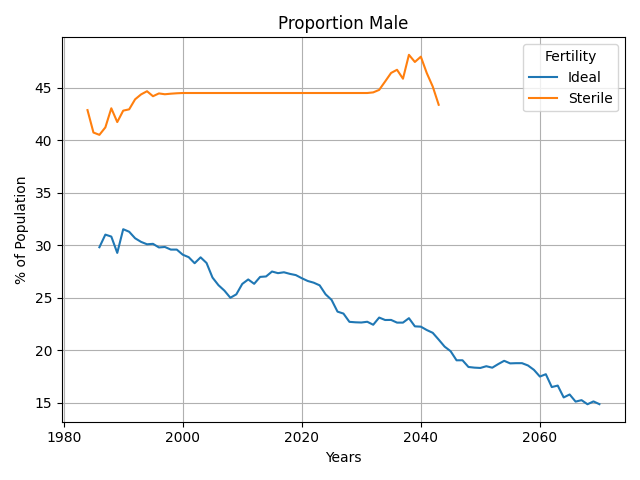 Proportion Male
Fertility
Ideal
Sterile
% of Population
45
40
35
30
25
20
15
1980 2000 2020 2040 2060
Years